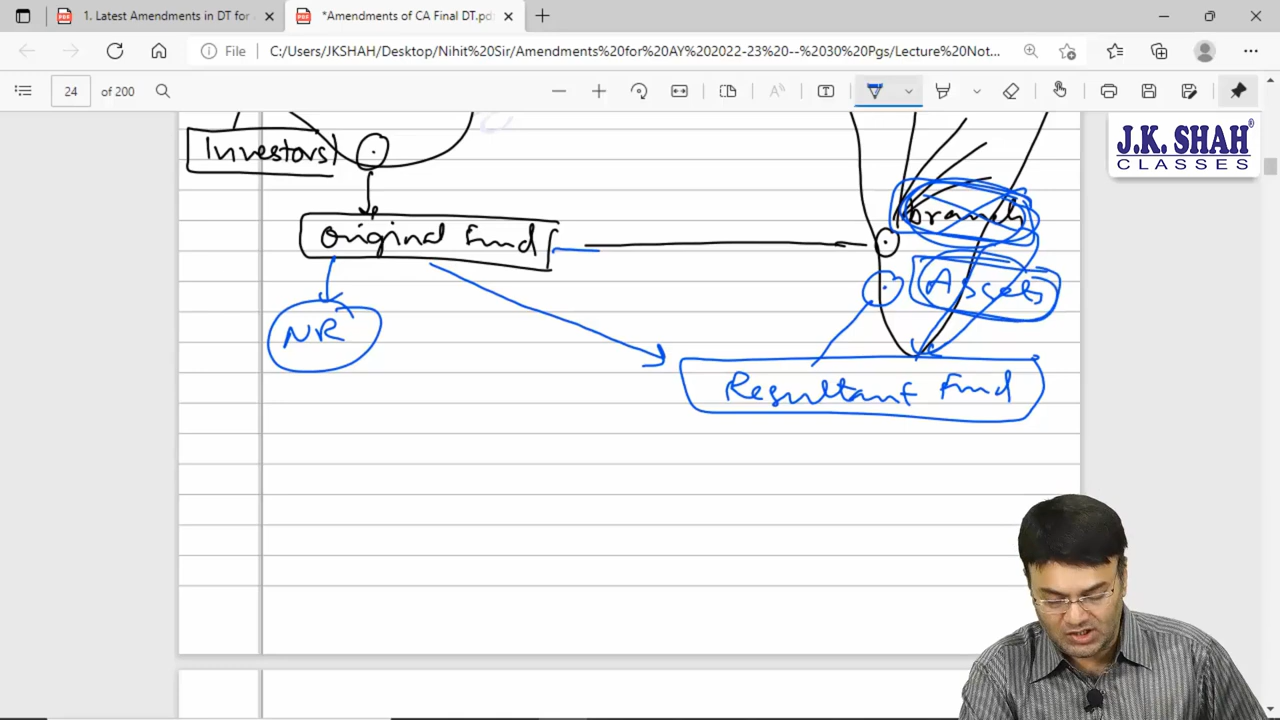 1. Latest Amendments in DT for
*Amendments of CA Final DT.pd
File
C:/Users/JKSHAH/Desktop/Nihit%20Sir/Amendments%20for%20AY%202022-23%20--%2030%20Pgs/Lecture%20Not...
24
of 200
J.K. SHAH®
CLASSES
Investors
branch
Original Fund
Assets
NR
Resultant Fund